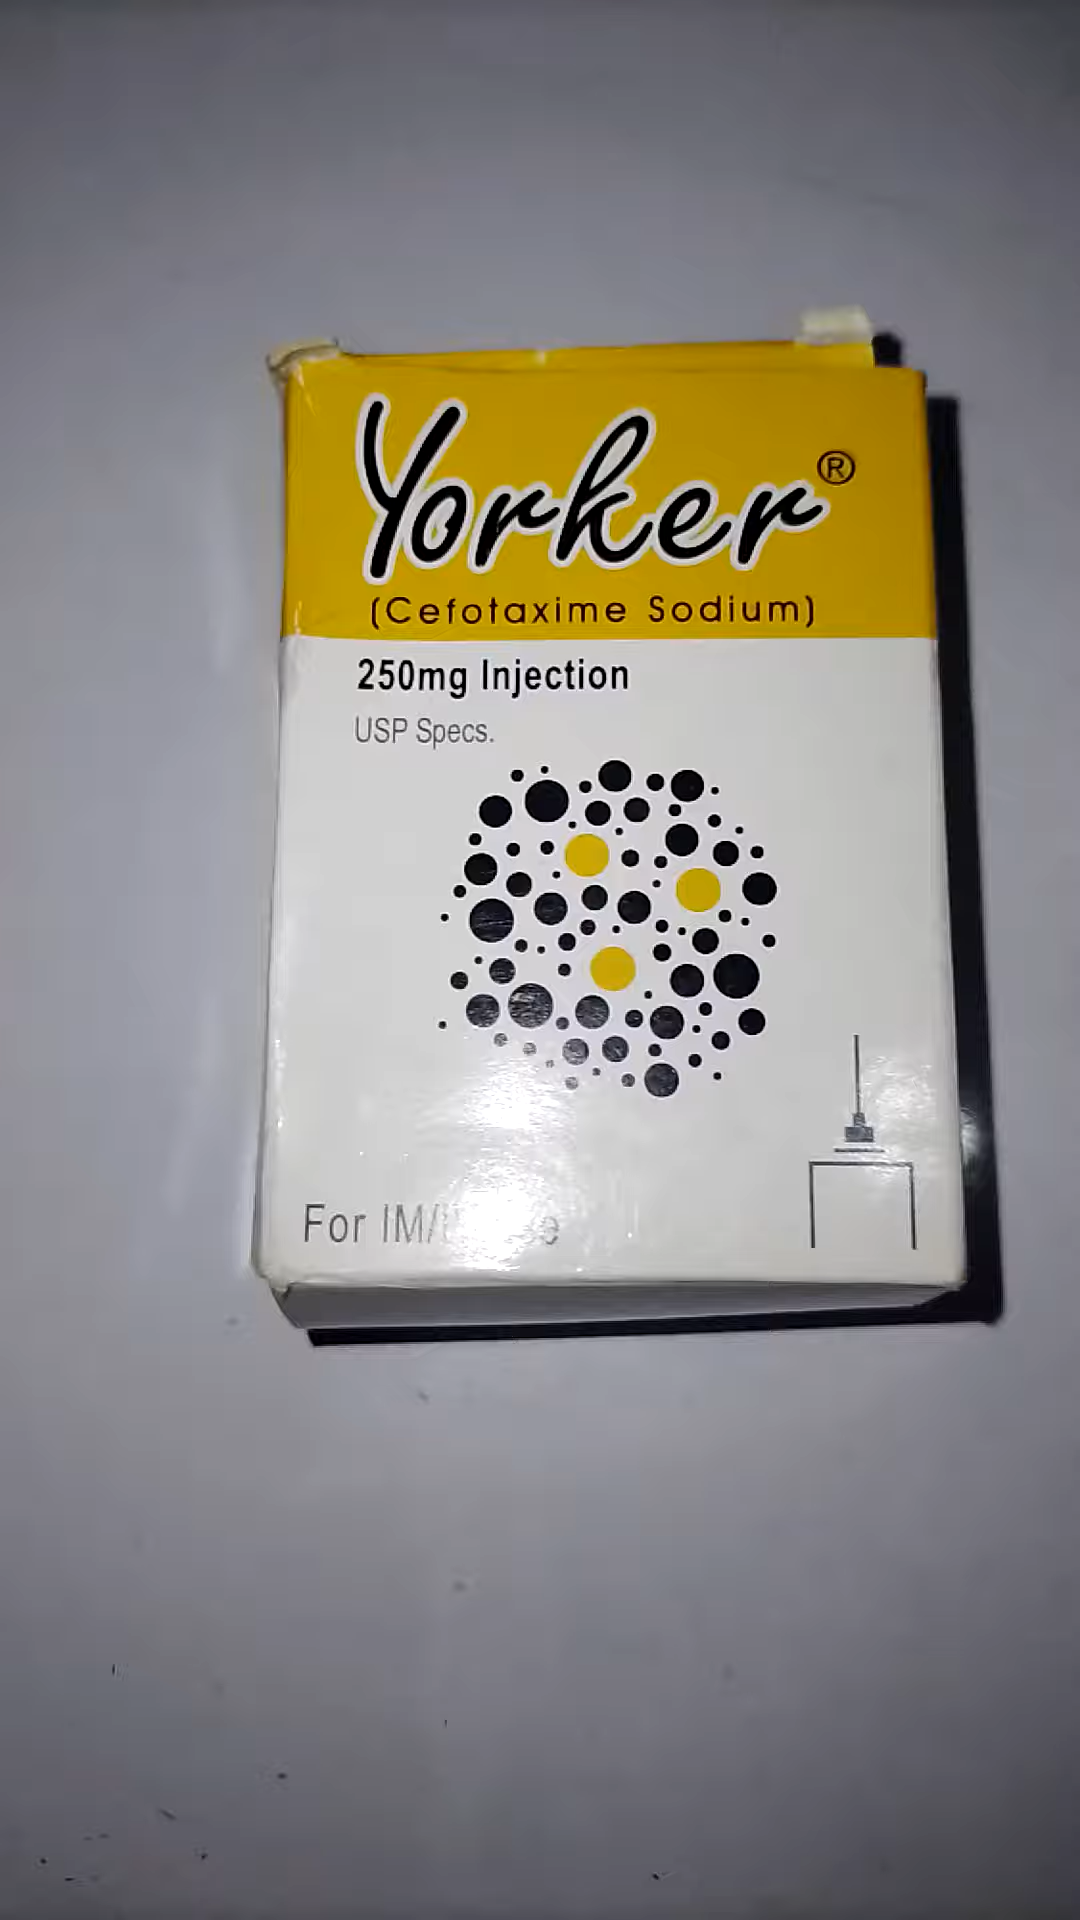 Yorker®
(Cefotaxime Sodium)
250mg Injection
USP Specs.
For IM/